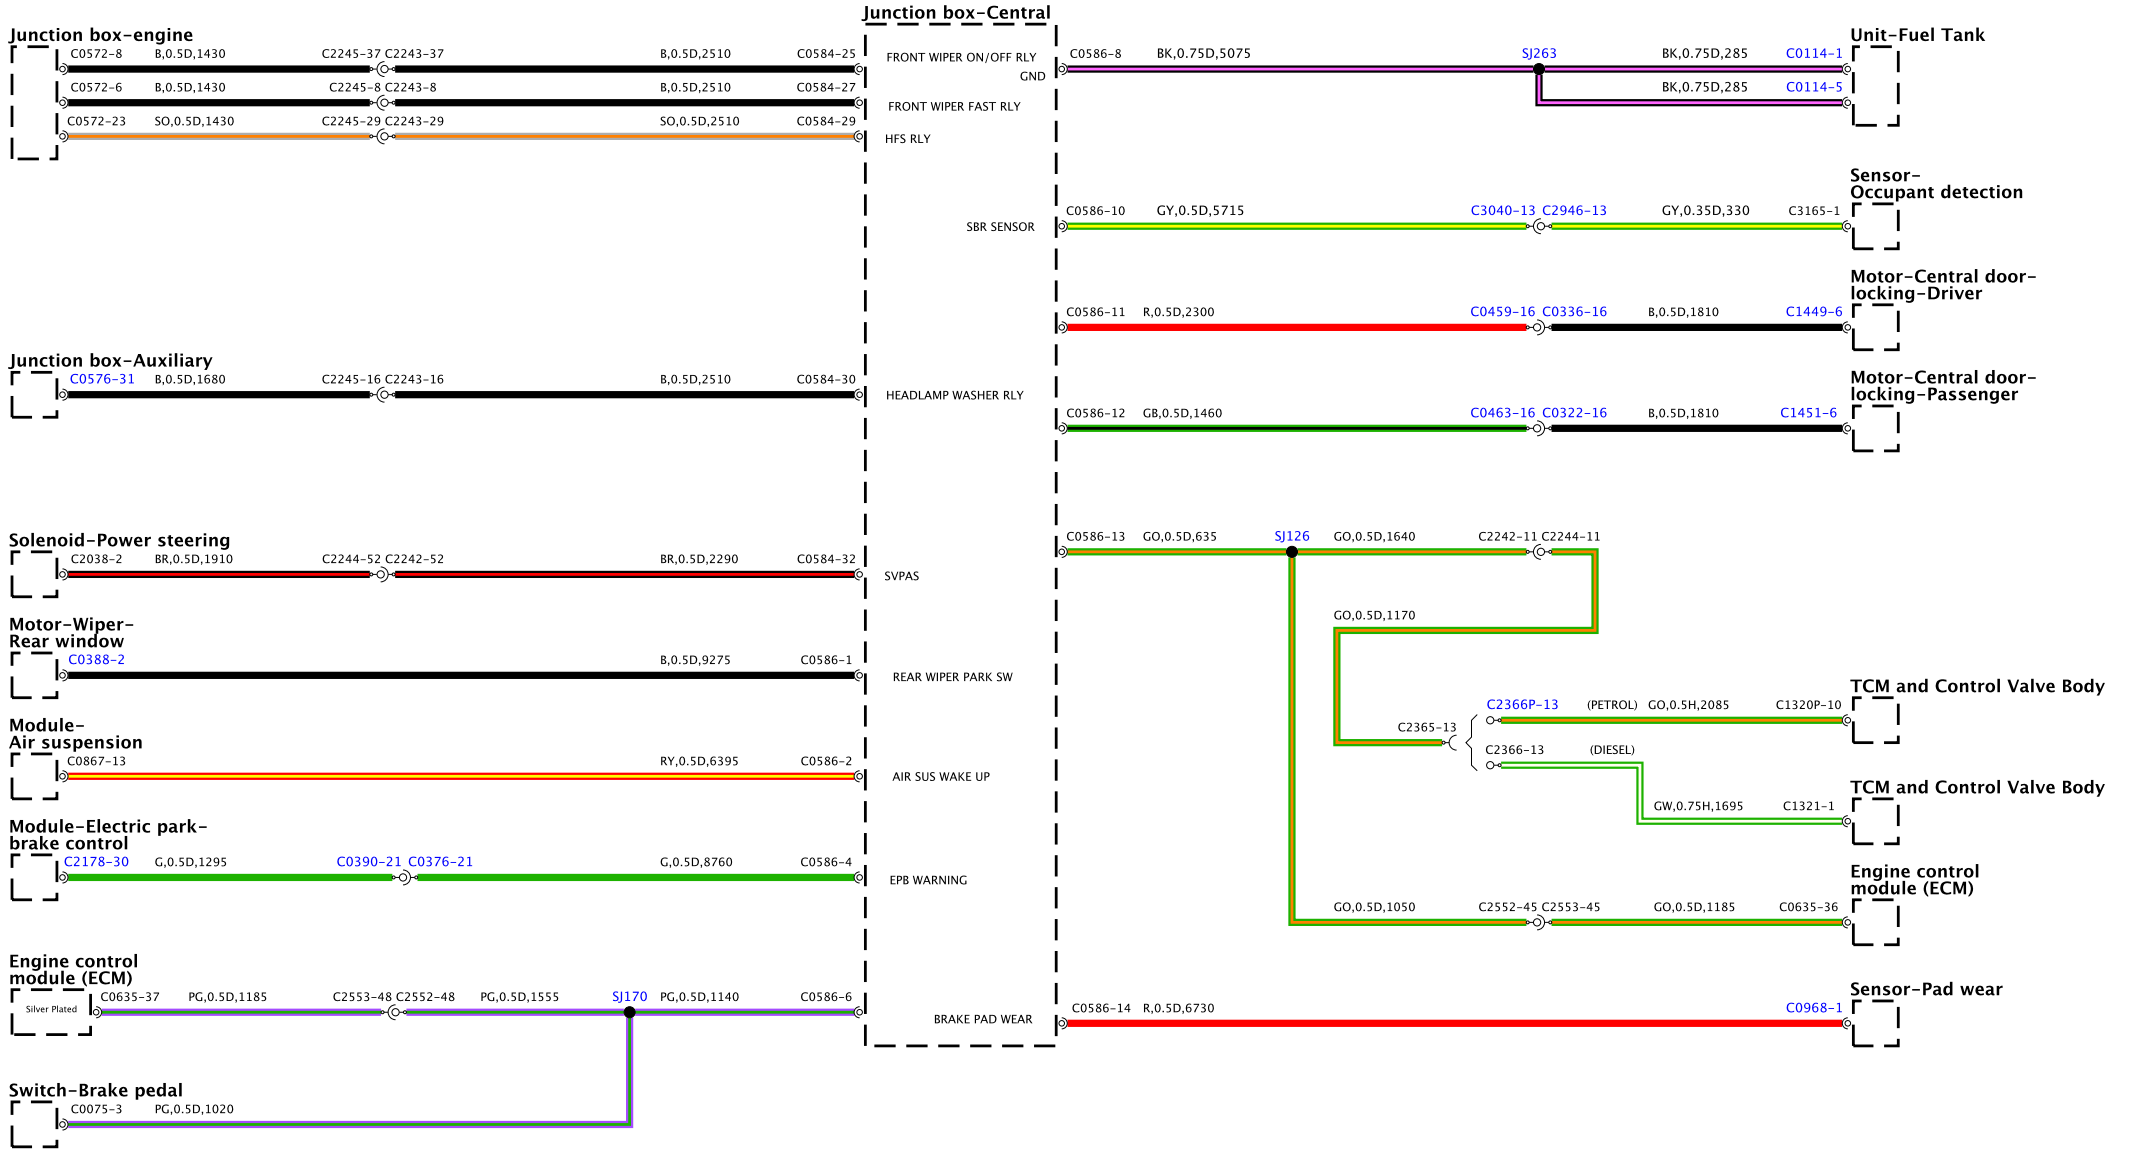 Junction box-Central
Junction box-engine
C0572-8 B,0.5D,1430 C2245-37 C2243-37 B,0.5D,2510 C0584-25
FRONT WIPER ON/OFF RLY
C0572-6 B,0.5D,1430 C2245-8 C2243-8 B,0.5D,2510 C0584-27
FRONT WIPER FAST RLY
C0572-23 SO,0.5D,1430 C2245-29 C2243-29 SO,0.5D,2510 C0584-29
HFS RLY
Junction box-Auxiliary
C0576-31 B,0.5D,1680 C2245-16 C2243-16 B,0.5D,2510 C0584-30
HEADLAMP WASHER RLY
Solenoid-Power steering
C2038-2 BR,0.5D,1910 C2244-52 C2242-52 BR,0.5D,2290 C0584-32
SVPAS
Motor-Wiper-
Rear window
C0388-2 B,0.5D,9275 C0586-1
REAR WIPER PARK SW
Module-
Air suspension
C0867-13 RY,0.5D,6395 C0586-2
AIR SUS WAKE UP
Module-Electric park-
brake control
C2178-30 G,0.5D,1295 C0390-21 C0376-21 G,0.5D,8760 C0586-4
EPB WARNING
Engine control
module (ECM)
Silver Plated
C0635-37 PG,0.5D,1185 C2553-48 C2552-48 PG,0.5D,1555 SJ170 PG,0.5D,1140 C0586-6
Switch-Brake pedal
C0075-3 PG,0.5D,1020
Unit-Fuel Tank
GND
C0586-8 BK,0.75D,5075 SJ263 BK,0.75D,285 C0114-1
BK,0.75D,285 C0114-5
Sensor-
Occupant detection
SBR SENSOR
C0586-10 GY,0.5D,5715 C3040-13 C2946-13 GY,0.35D,330 C3165-1
Motor-Central door-
locking-Driver
C0586-11 R,0.5D,2300 C0459-16 C0336-16 B,0.5D,1810 C1449-6
Motor-Central door-
locking-Passenger
C0586-12 GB,0.5D,1460 C0463-16 C0322-16 B,0.5D,1810 C1451-6
C0586-13 GO,0.5D,635 SJ126 GO,0.5D,1640 C2242-11 C2244-11
GO,0.5D,1170
TCM and Control Valve Body
C2365-13
C2366P-13 (PETROL) GO,0.5H,2085 C1320P-10
C2366-13 (DIESEL)
TCM and Control Valve Body
GW,0.75H,1695 C1321-1
Engine control
module (ECM)
GO,0.5D,1050 C2552-45 C2553-45 GO,0.5D,1185 C0635-36
Sensor-Pad wear
BRAKE PAD WEAR
C0586-14 R,0.5D,6730 C0968-1